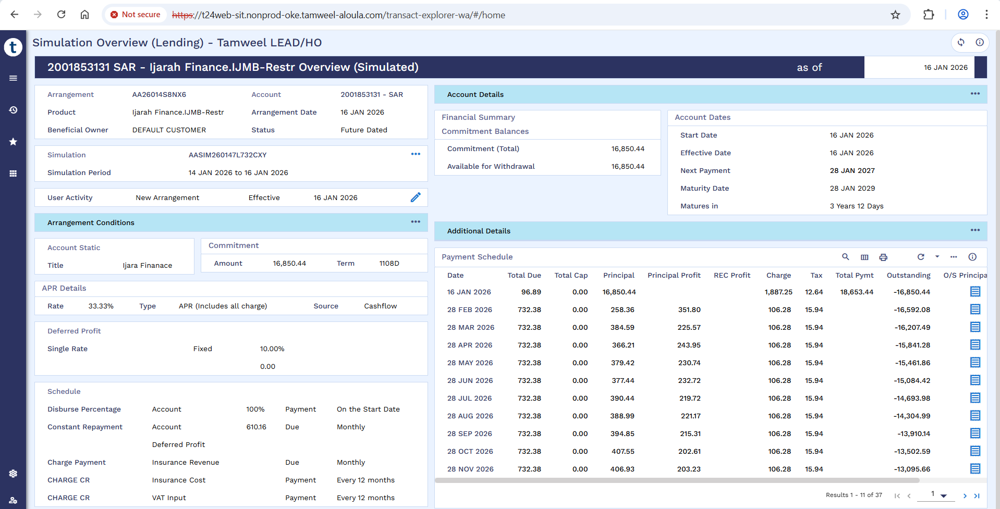 Not secure
https://t24web-sit.nonprod-oke.tamweel-aloula.com/transact-explorer-wa/#/home
t
Simulation Overview (Lending) - Tamweel LEAD/HO
2001853131 SAR - Ijarah Finance.IJMB-Restr Overview (Simulated) as of 16 JAN 2026
Arrangement AA26014S8NX6 Account 2001853131 - SAR
Product Ijarah Finance.IJMB-Restr Arrangement Date 16 JAN 2026
Beneficial Owner DEFAULT CUSTOMER Status Future Dated
Simulation AASIM260147L732CXY
Simulation Period 14 JAN 2026 to 16 JAN 2026
User Activity New Arrangement Effective 16 JAN 2026
Arrangement Conditions
Account Static
Title Ijara Finanace
Commitment
Amount 16,850.44 Term 1108D
APR Details
Rate 33.33% Type APR (Includes all charge) Source Cashflow
Deferred Profit
Single Rate Fixed 10.00%
0.00
Schedule
Disburse Percentage Account 100% Payment On the Start Date
Constant Repayment Account 610.16 Due Monthly
Deferred Profit
Charge Payment Insurance Revenue Due Monthly
CHARGE CR Insurance Cost Payment Every 12 months
CHARGE CR VAT Input Payment Every 12 months
Account Details
Financial Summary
Commitment Balances
Commitment (Total) 16,850.44
Available for Withdrawal 16,850.44
Account Dates
Start Date 16 JAN 2026
Effective Date 16 JAN 2026
Next Payment 28 JAN 2027
Maturity Date 28 JAN 2029
Matures in 3 Years 12 Days
Additional Details
Payment Schedule
Date Total Due Total Cap Principal Principal Profit REC Profit Charge Tax Total Pymt Outstanding O/S Principa
16 JAN 2026 96.89 0.00 16,850.44 1,887.25 12.64 18,653.44 -16,850.44
28 FEB 2026 732.38 0.00 258.36 351.80 106.28 15.94 -16,592.08
28 MAR 2026 732.38 0.00 384.59 225.57 106.28 15.94 -16,207.49
28 APR 2026 732.38 0.00 366.21 243.95 106.28 15.94 -15,841.28
28 MAY 2026 732.38 0.00 379.42 230.74 106.28 15.94 -15,461.86
28 JUN 2026 732.38 0.00 377.44 232.72 106.28 15.94 -15,084.42
28 JUL 2026 732.38 0.00 390.44 219.72 106.28 15.94 -14,693.98
28 AUG 2026 732.38 0.00 388.99 221.17 106.28 15.94 -14,304.99
28 SEP 2026 732.38 0.00 394.85 215.31 106.28 15.94 -13,910.14
28 OCT 2026 732.38 0.00 407.55 202.61 106.28 15.94 -13,502.59
28 NOV 2026 732.38 0.00 406.93 203.23 106.28 15.94 -13,095.66
Results 1 - 11 of 37 1